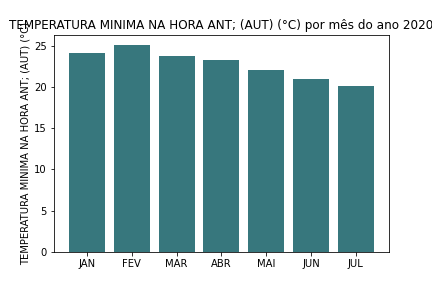 TEMPERATURA MINIMA NA HORA ANT; (AUT) (°C) por mês do ano 2020
TEMPERATURA MINIMA NA HORA ANT; (AUT) (°C)
25
20
15
10
5
0
JAN FEV MAR ABR MAI JUN JUL